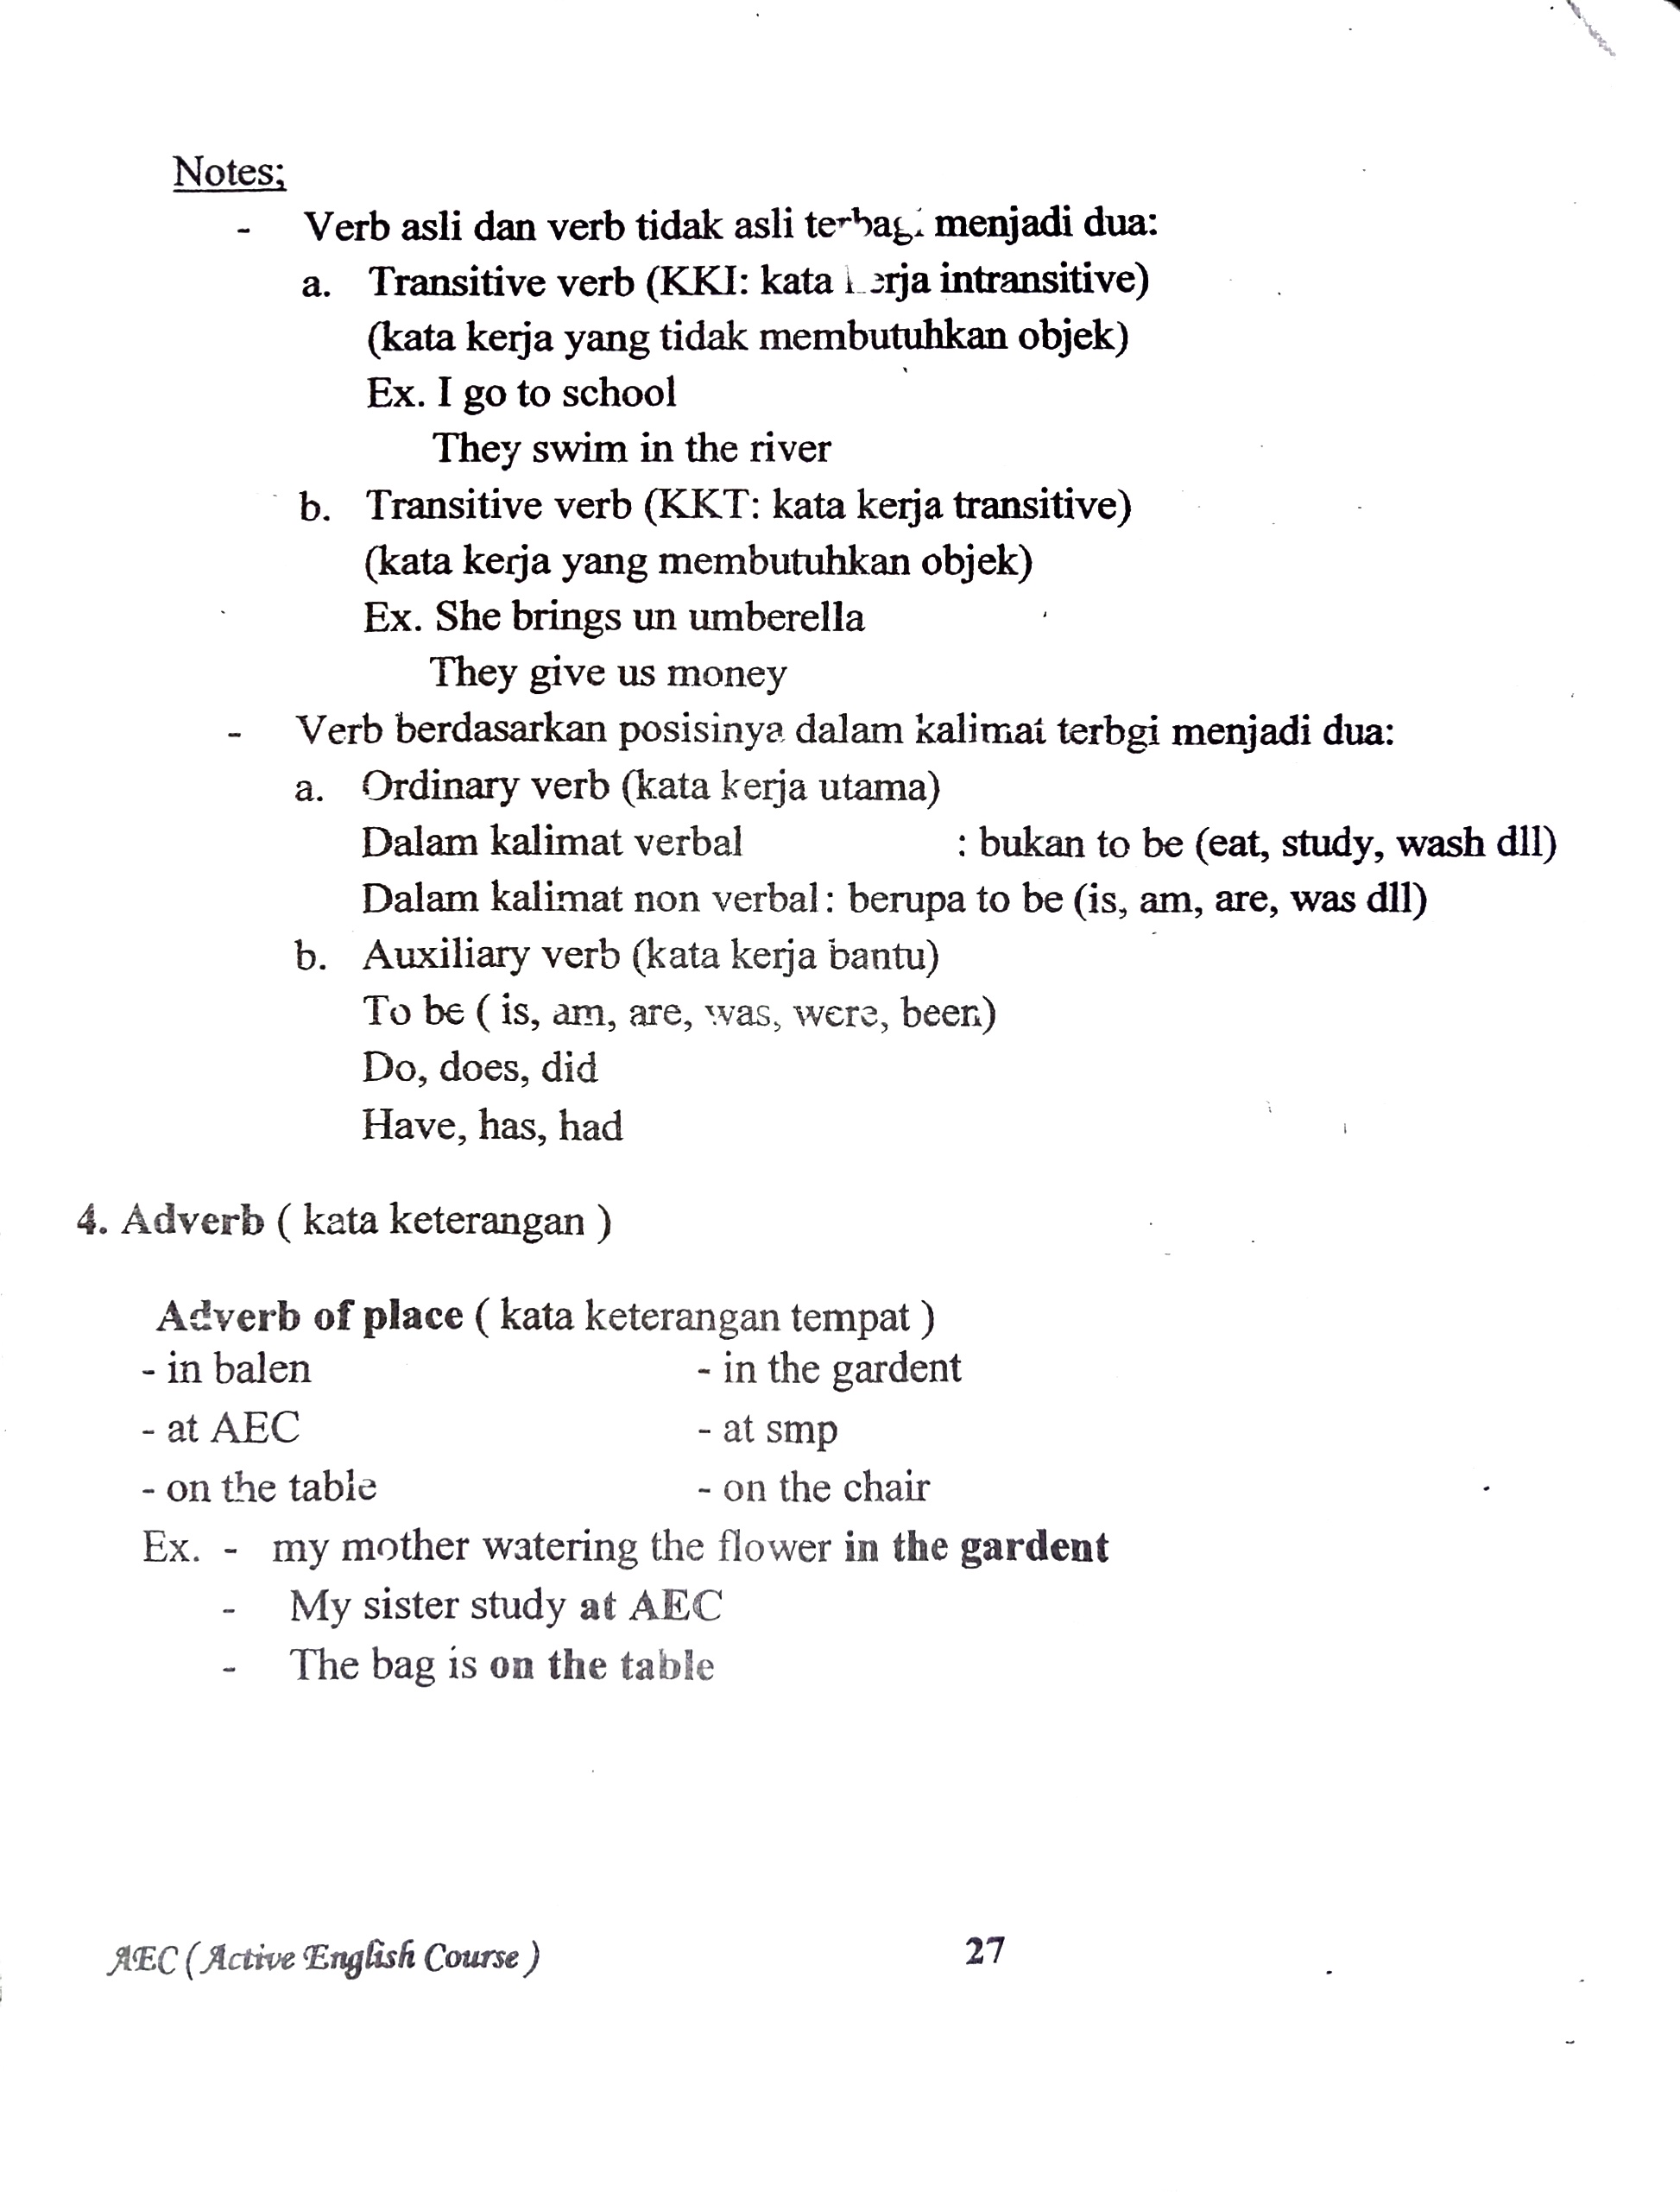 Notes;
- Verb asli dan verb tidak asli terbagi menjadi dua:
a. Transitive verb (KKI: kata kerja intransitive)
(kata kerja yang tidak membutuhkan objek)
Ex. I go to school
They swim in the river
b. Transitive verb (KKT: kata kerja transitive)
(kata kerja yang membutuhkan objek)
Ex. She brings un umberella
They give us money
- Verb berdasarkan posisinya dalam kalimat terbgi menjadi dua:
a. Ordinary verb (kata kerja utama)
Dalam kalimat verbal : bukan to be (eat, study, wash dll)
Dalam kalimat non verbal : berupa to be (is, am, are, was dll)
b. Auxiliary verb (kata kerja bantu)
To be ( is, am, are, was, were, been)
Do, does, did
Have, has, had
4. Adverb ( kata keterangan )
Adverb of place ( kata keterangan tempat )
- in balen - in the gardent
- at AEC - at smp
- on the table - on the chair
Ex. - my mother watering the flower in the gardent
- My sister study at AEC
- The bag is on the table
AEC ( Active English Course ) 27